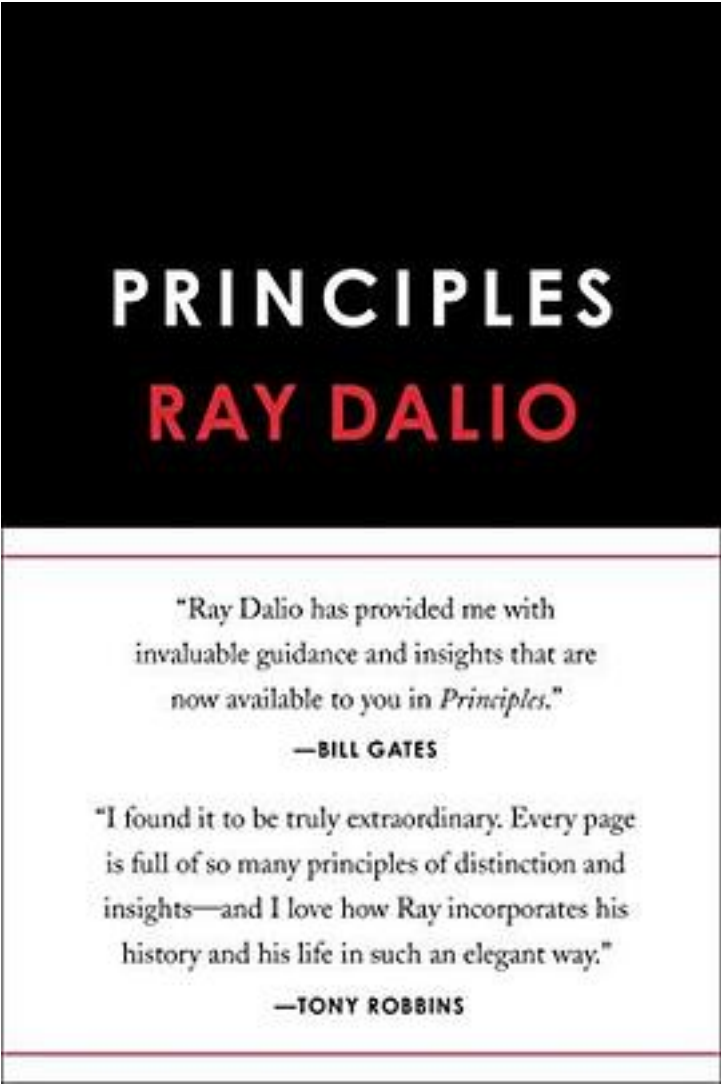 PRINCIPLES
RAY DALIO
“Ray Dalio has provided me with
invaluable guidance and insights that are
now available to you in Principles.”
—BILL GATES
“I found it to be truly extraordinary. Every page
is full of so many principles of distinction and
insights—and I love how Ray incorporates his
history and his life in such an elegant way.”
—TONY ROBBINS